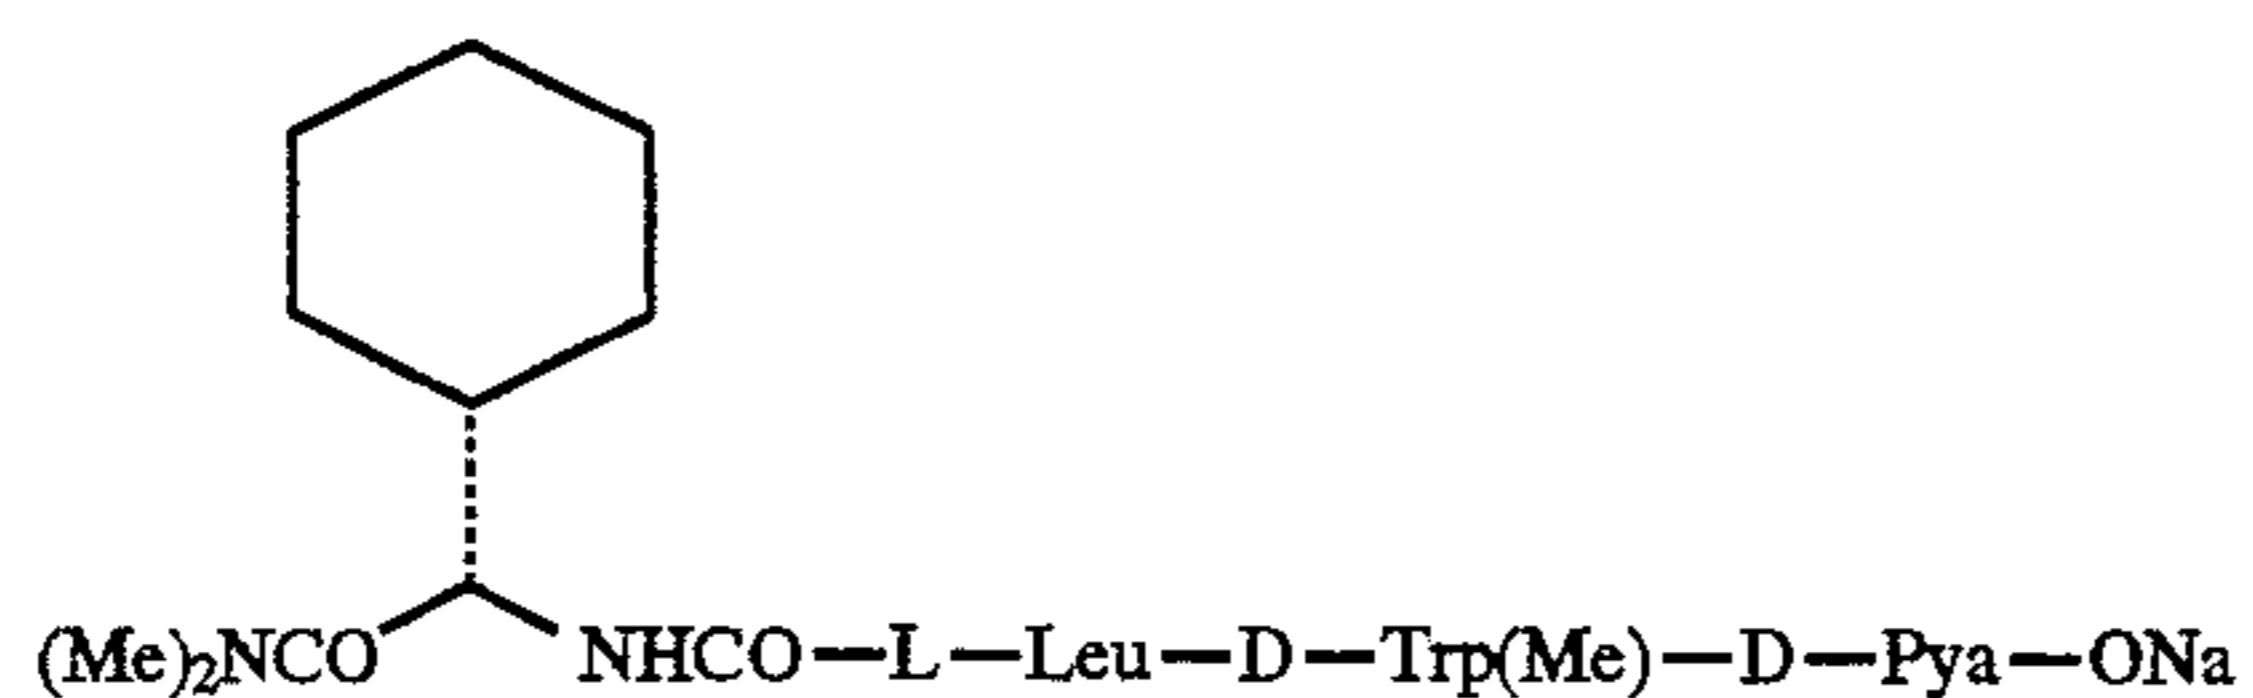 (Me)₂NCO NHCO—L—Leu—D—Trp(Me)—D—Pya—ONa